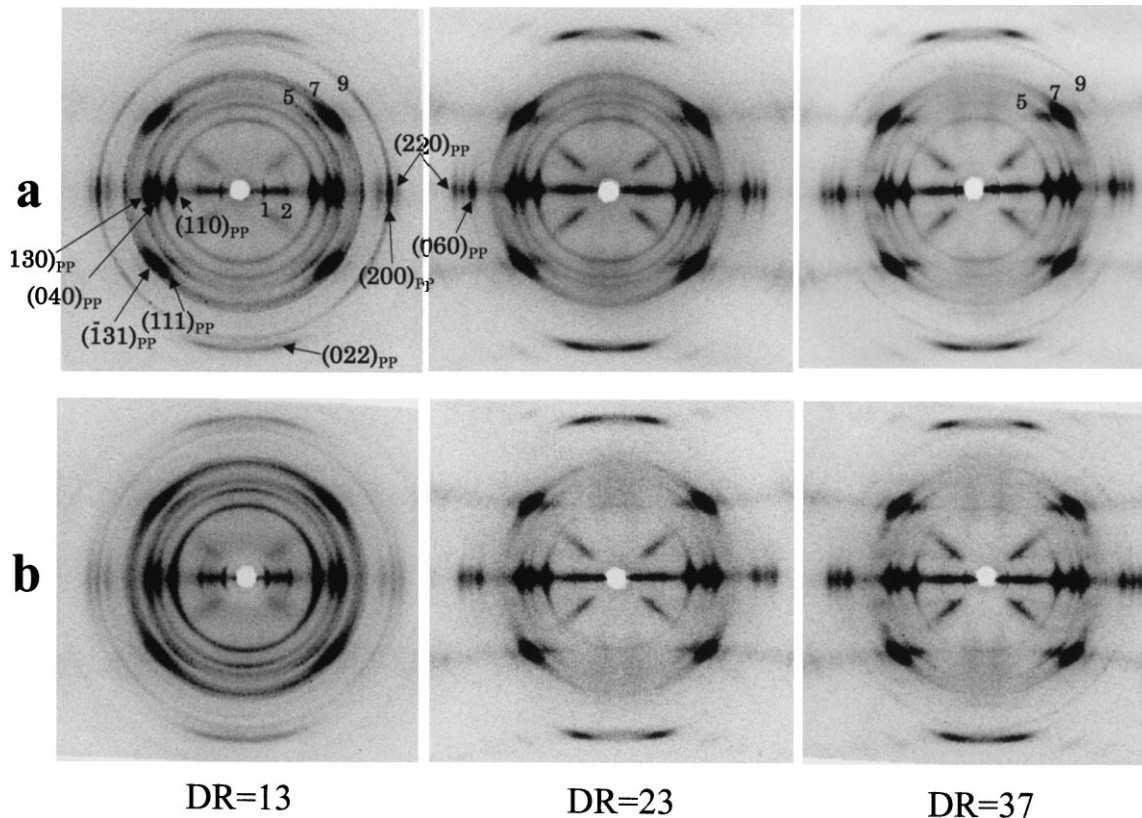 5 7 9 5 7 9
(220)PP
a
1 2
(110)PP
130)PP
(060)PP
(200)PP
(040)PP
(111)PP
(1̄31)PP
(022)PP
b
DR=13 DR=23 DR=37